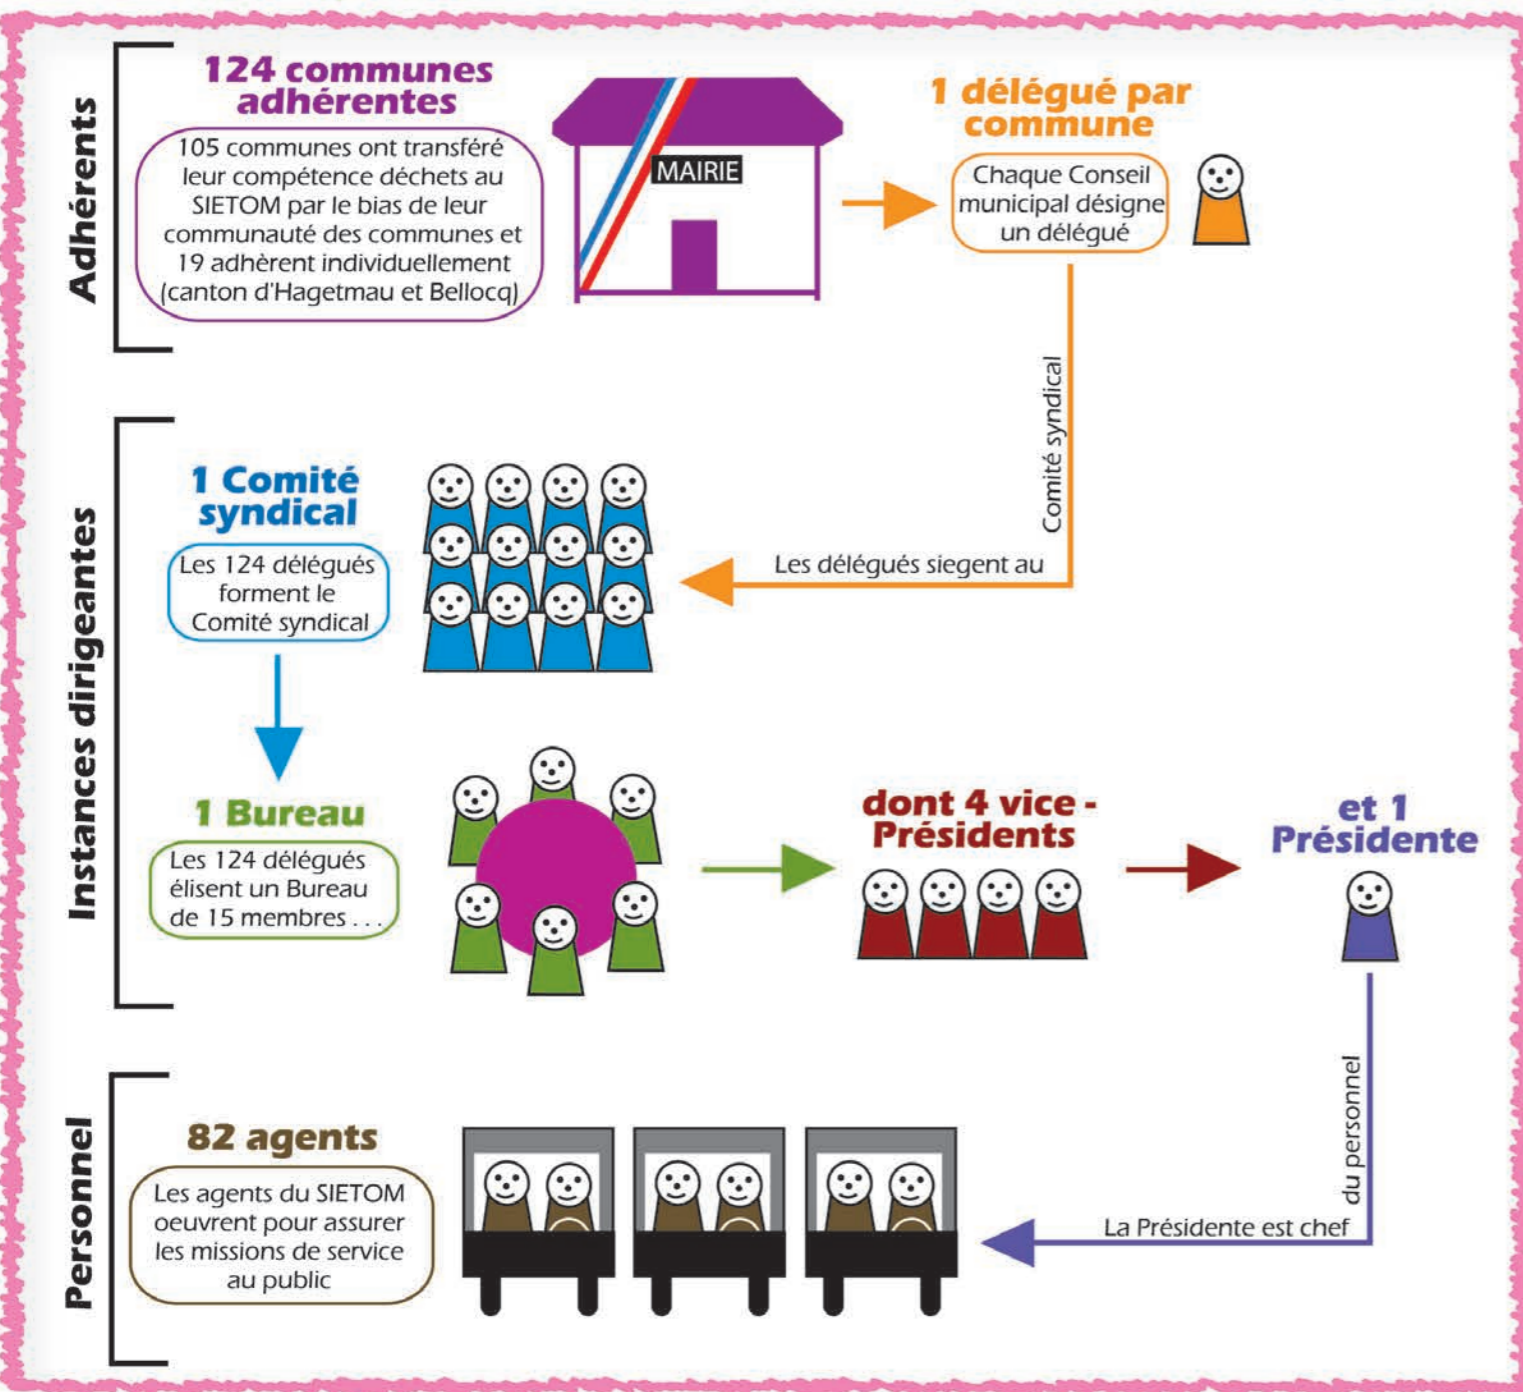 Adhérents
124 communes
adhérentes
105 communes ont transféré
leur compétence déchets au
SIETOM par le bias de leur
communauté des communes et
19 adhèrent individuellement
(canton d'Hagetmau et Bellocq)
MAIRIE
1 délégué par
commune
Chaque Conseil
municipal désigne
un délégué
Comité syndical
Les délégués siegent au
Instances dirigeantes
1 Comité
syndical
Les 124 délégués
forment le
Comité syndical
1 Bureau
Les 124 délégués
élisent un Bureau
de 15 membres . . .
dont 4 vice -
Présidents
et 1
Présidente
du personnel
La Présidente est chef
Personnel
82 agents
Les agents du SIETOM
oeuvrent pour assurer
les missions de service
au public